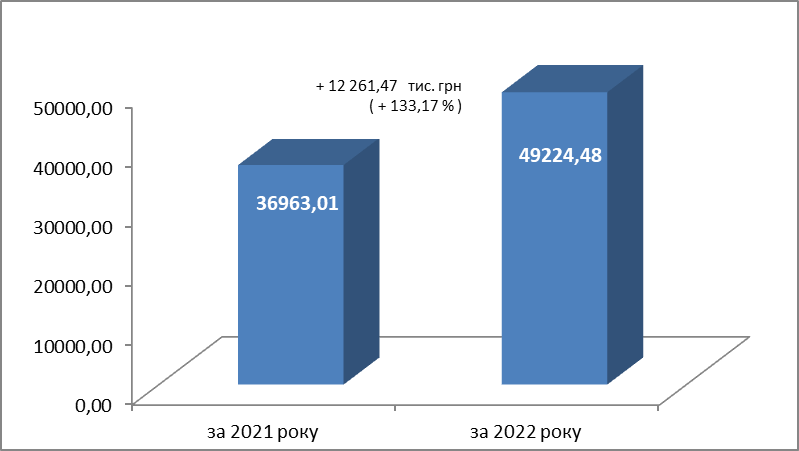 + 12 261,47 тис. грн
( + 133,17 % )
50000,00
40000,00
30000,00
20000,00
10000,00
0,00
36963,01
49224,48
за 2021 року
за 2022 року